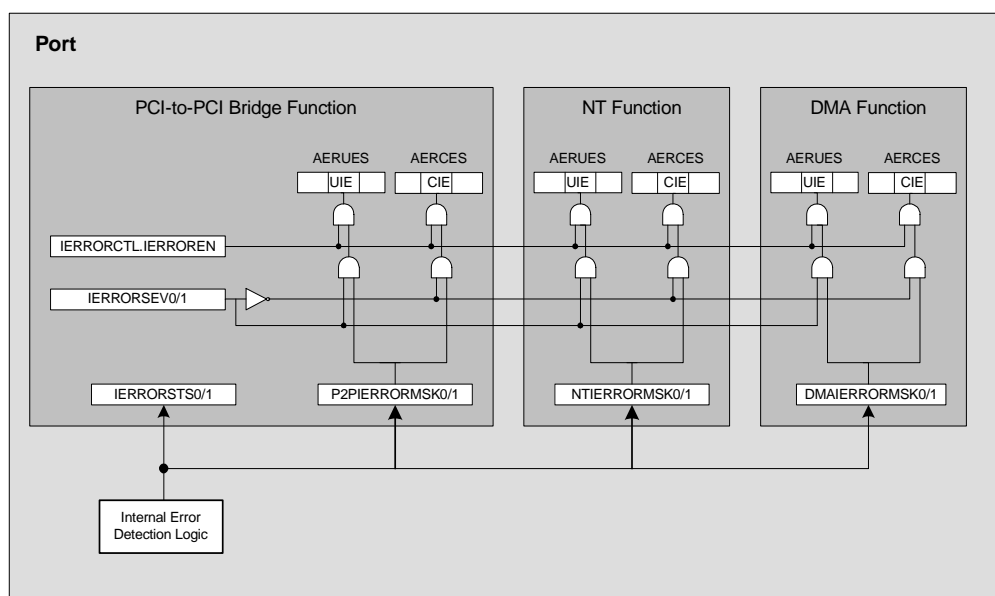 Port
PCI-to-PCI Bridge Function
NT Function
DMA Function
AERUES
AERCES
AERUES
AERCES
AERUES
AERCES
UIE
CIE
UIE
CIE
UIE
CIE
IERRORCTL.IERROREN
IERRORSEV0/1
IERRORSTS0/1
P2PIERRORMSK0/1
NTIERRORMSK0/1
DMAIERRORMSK0/1
Internal Error
Detection Logic